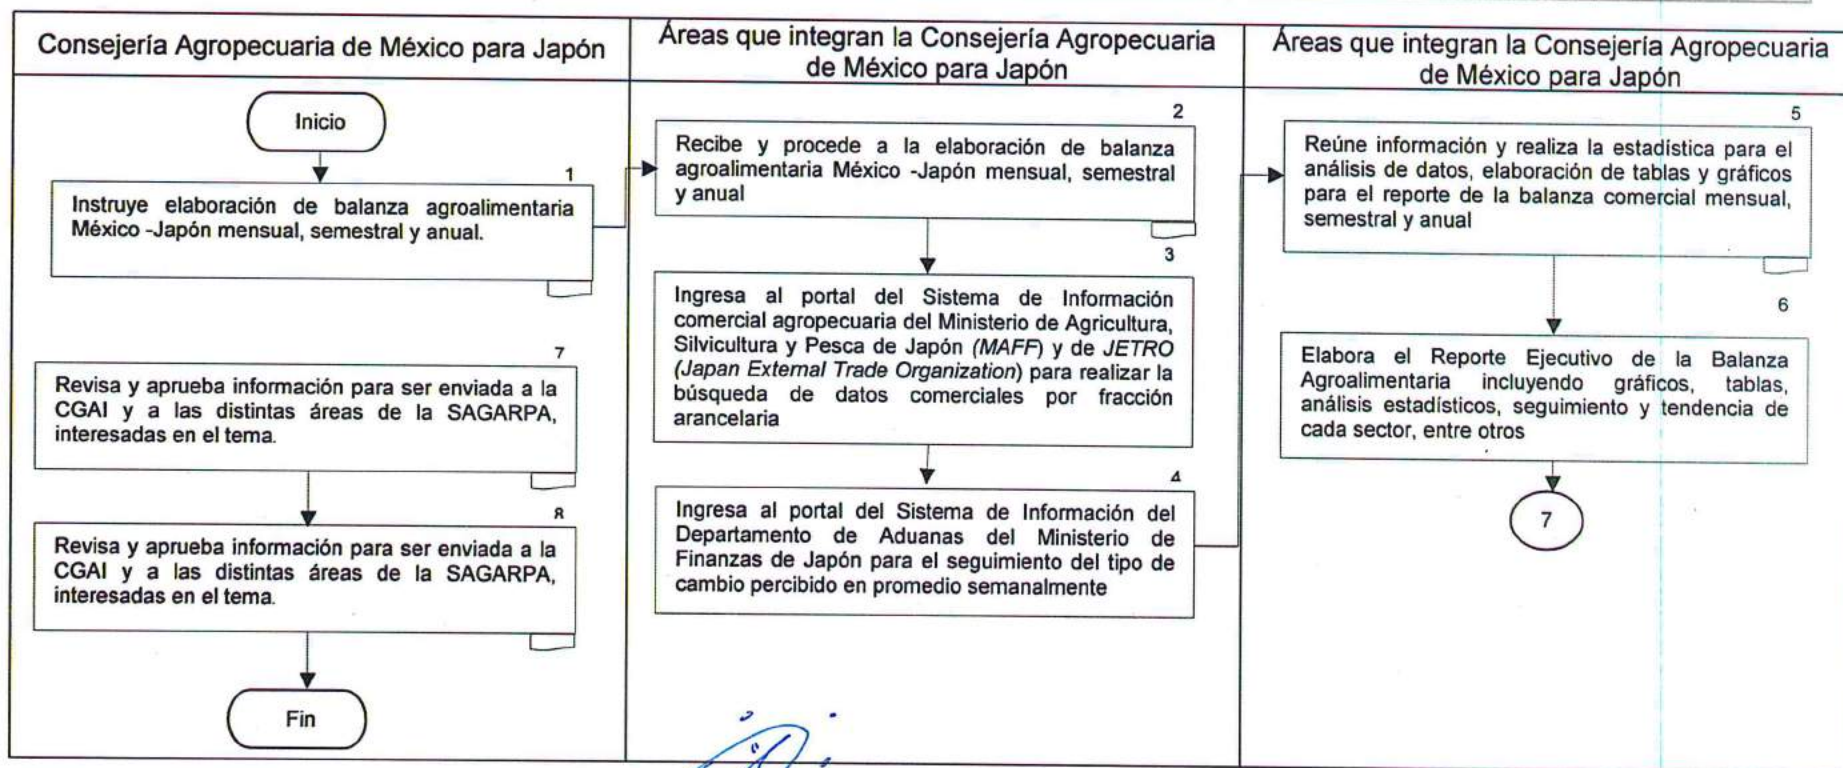 Consejería Agropecuaria de México para Japón
Inicio
1
Instruye elaboración de balanza agroalimentaria
México -Japón mensual, semestral y anual.
7
Revisa y aprueba información para ser enviada a la
CGAI y a las distintas áreas de la SAGARPA,
interesadas en el tema.
8
Revisa y aprueba información para ser enviada a la
CGAI y a las distintas áreas de la SAGARPA,
interesadas en el tema.
Fin
Áreas que integran la Consejería Agropecuaria
de México para Japón
2
Recibe y procede a la elaboración de balanza
agroalimentaria México -Japón mensual, semestral
y anual
3
Ingresa al portal del Sistema de Información
comercial agropecuaria del Ministerio de Agricultura,
Silvicultura y Pesca de Japón (MAFF) y de JETRO
(Japan External Trade Organization) para realizar la
búsqueda de datos comerciales por fracción
arancelaria
4
Ingresa al portal del Sistema de Información del
Departamento de Aduanas del Ministerio de
Finanzas de Japón para el seguimiento del tipo de
cambio percibido en promedio semanalmente
Áreas que integran la Consejería Agropecuaria
de México para Japón
5
Reúne información y realiza la estadística para el
análisis de datos, elaboración de tablas y gráficos
para el reporte de la balanza comercial mensual,
semestral y anual
6
Elabora el Reporte Ejecutivo de la Balanza
Agroalimentaria incluyendo gráficos, tablas,
análisis estadísticos, seguimiento y tendencia de
cada sector, entre otros
7